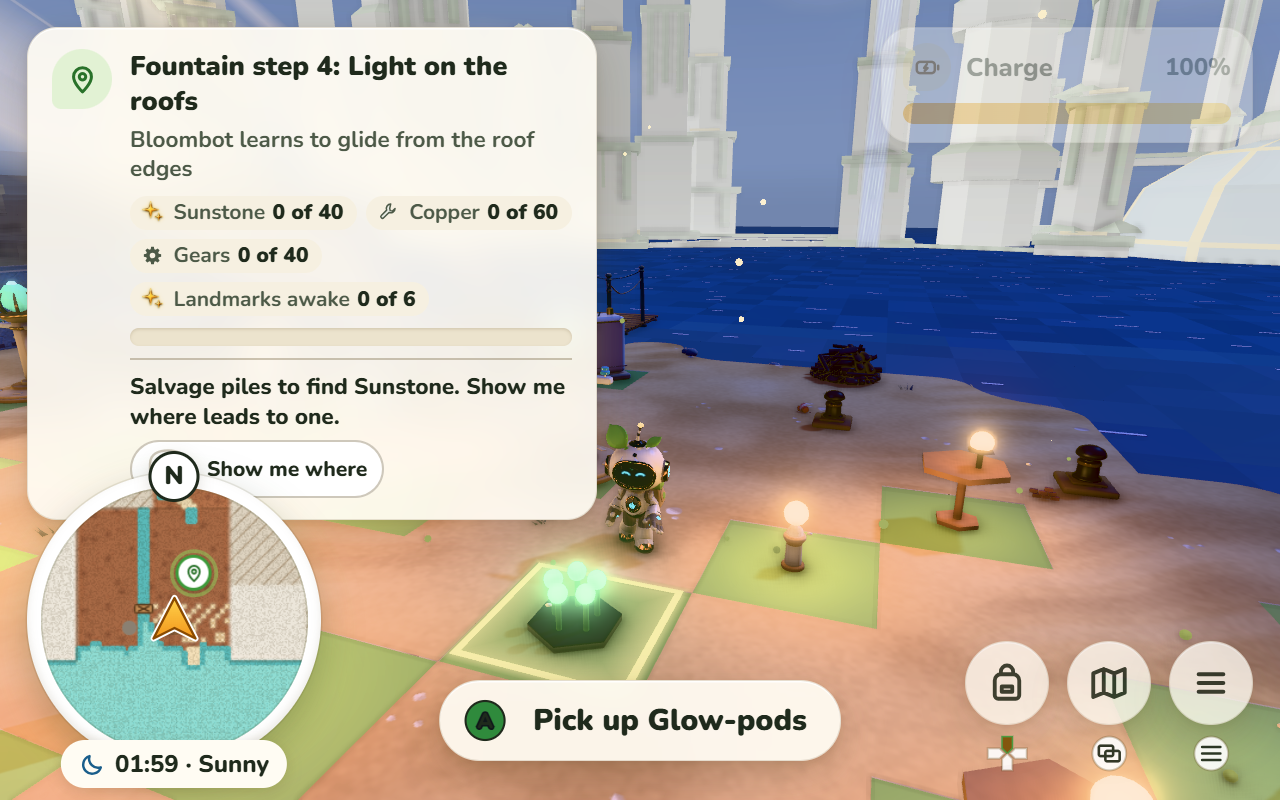 Fountain step 4: Light on the
roofs
Bloombot learns to glide from the roof
edges
Sunstone 0 of 40
Copper 0 of 60
Gears 0 of 40
Landmarks awake 0 of 6
Salvage piles to find Sunstone. Show me
where leads to one.
Show me where
N
01:59 · Sunny
Charge 100%
A Pick up Glow-pods